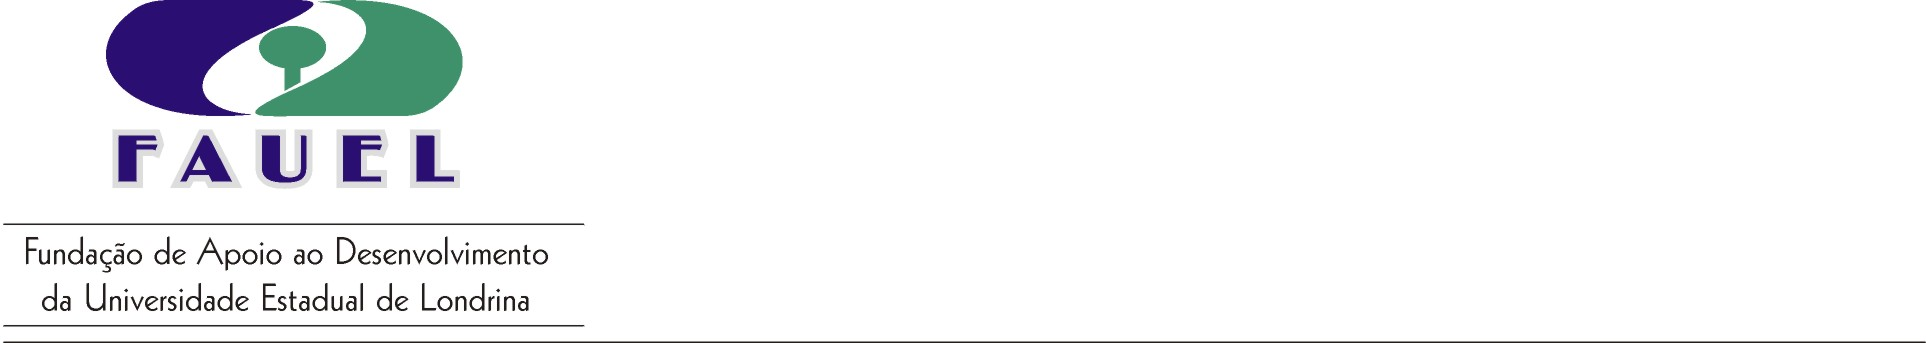 FAUEL
Fundação de Apoio ao Desenvolvimento
da Universidade Estadual de Londrina